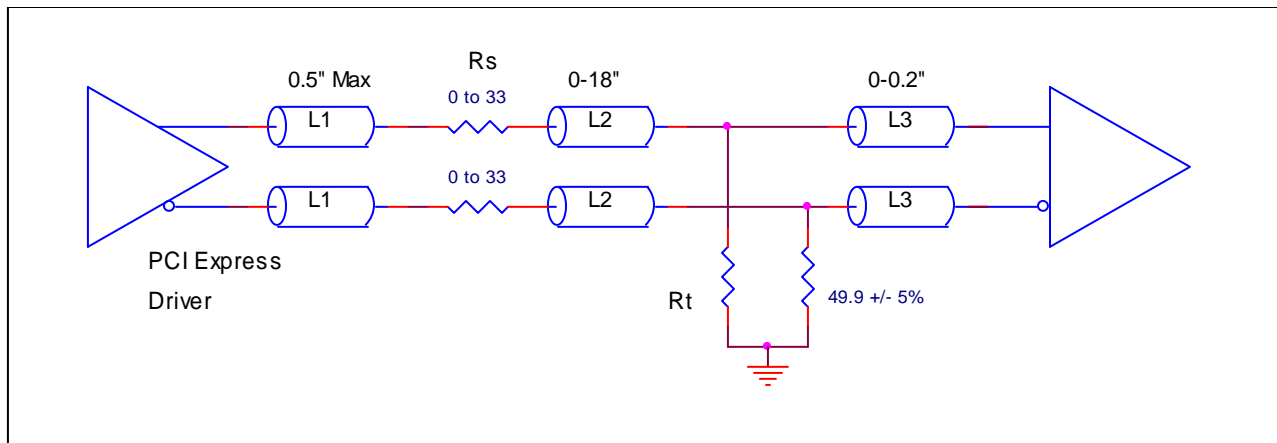 Rs
0.5" Max
0-18"
0-0.2"
0 to 33
L1
L2
L3
0 to 33
L1
L2
L3
PCI Express
Driver
Rt
49.9 +/- 5%